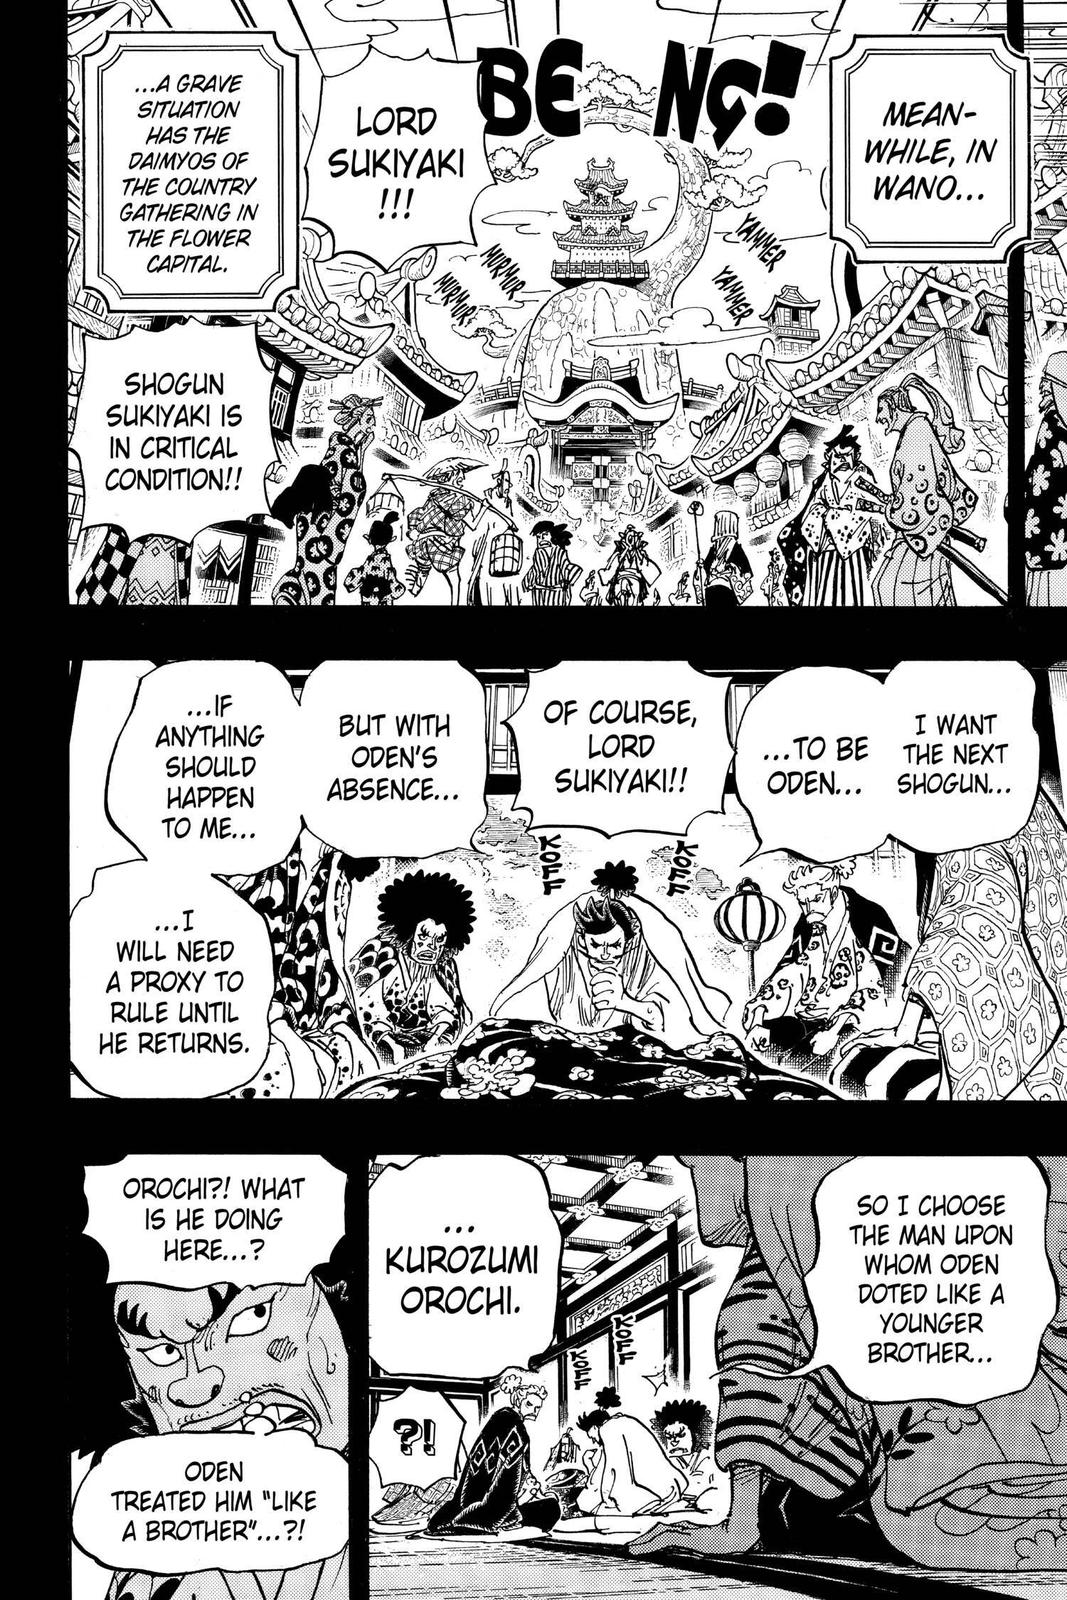 MEAN-
WHILE, IN
WANO...
BENG!
YAMMER
YAMMER
LORD
SUKIYAKI
!!!
MRMR
MRMR
...A GRAVE
SITUATION
HAS THE
DAIMYOS OF
THE COUNTRY
GATHERING IN
THE FLOWER
CAPITAL.
SHOGUN
SUKIYAKI IS
IN CRITICAL
CONDITION!!
I WANT
THE NEXT
SHOGUN...
...TO BE
ODEN...
OF COURSE,
LORD
SUKIYAKI!!
KOFF
KOFF
BUT WITH
ODEN'S
ABSENCE...
...IF
ANYTHING
SHOULD
HAPPEN
TO ME...
...I
WILL NEED
A PROXY TO
RULE UNTIL
HE RETURNS.
SO I CHOOSE
THE MAN UPON
WHOM ODEN
DOTED LIKE A
YOUNGER
BROTHER...
KOFF
KOFF
...
KUROZUMI
OROCHI.
?!
OROCHI?! WHAT
IS HE DOING
HERE...?
ODEN
TREATED HIM "LIKE
A BROTHER"...?!